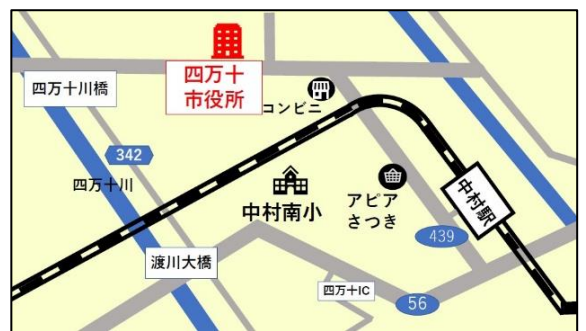 四万十
市役所
四万十川橋
コンビニ
342
四万十川
中村南小
アピア
さつき
中村駅
439
渡川大橋
四万十IC
56